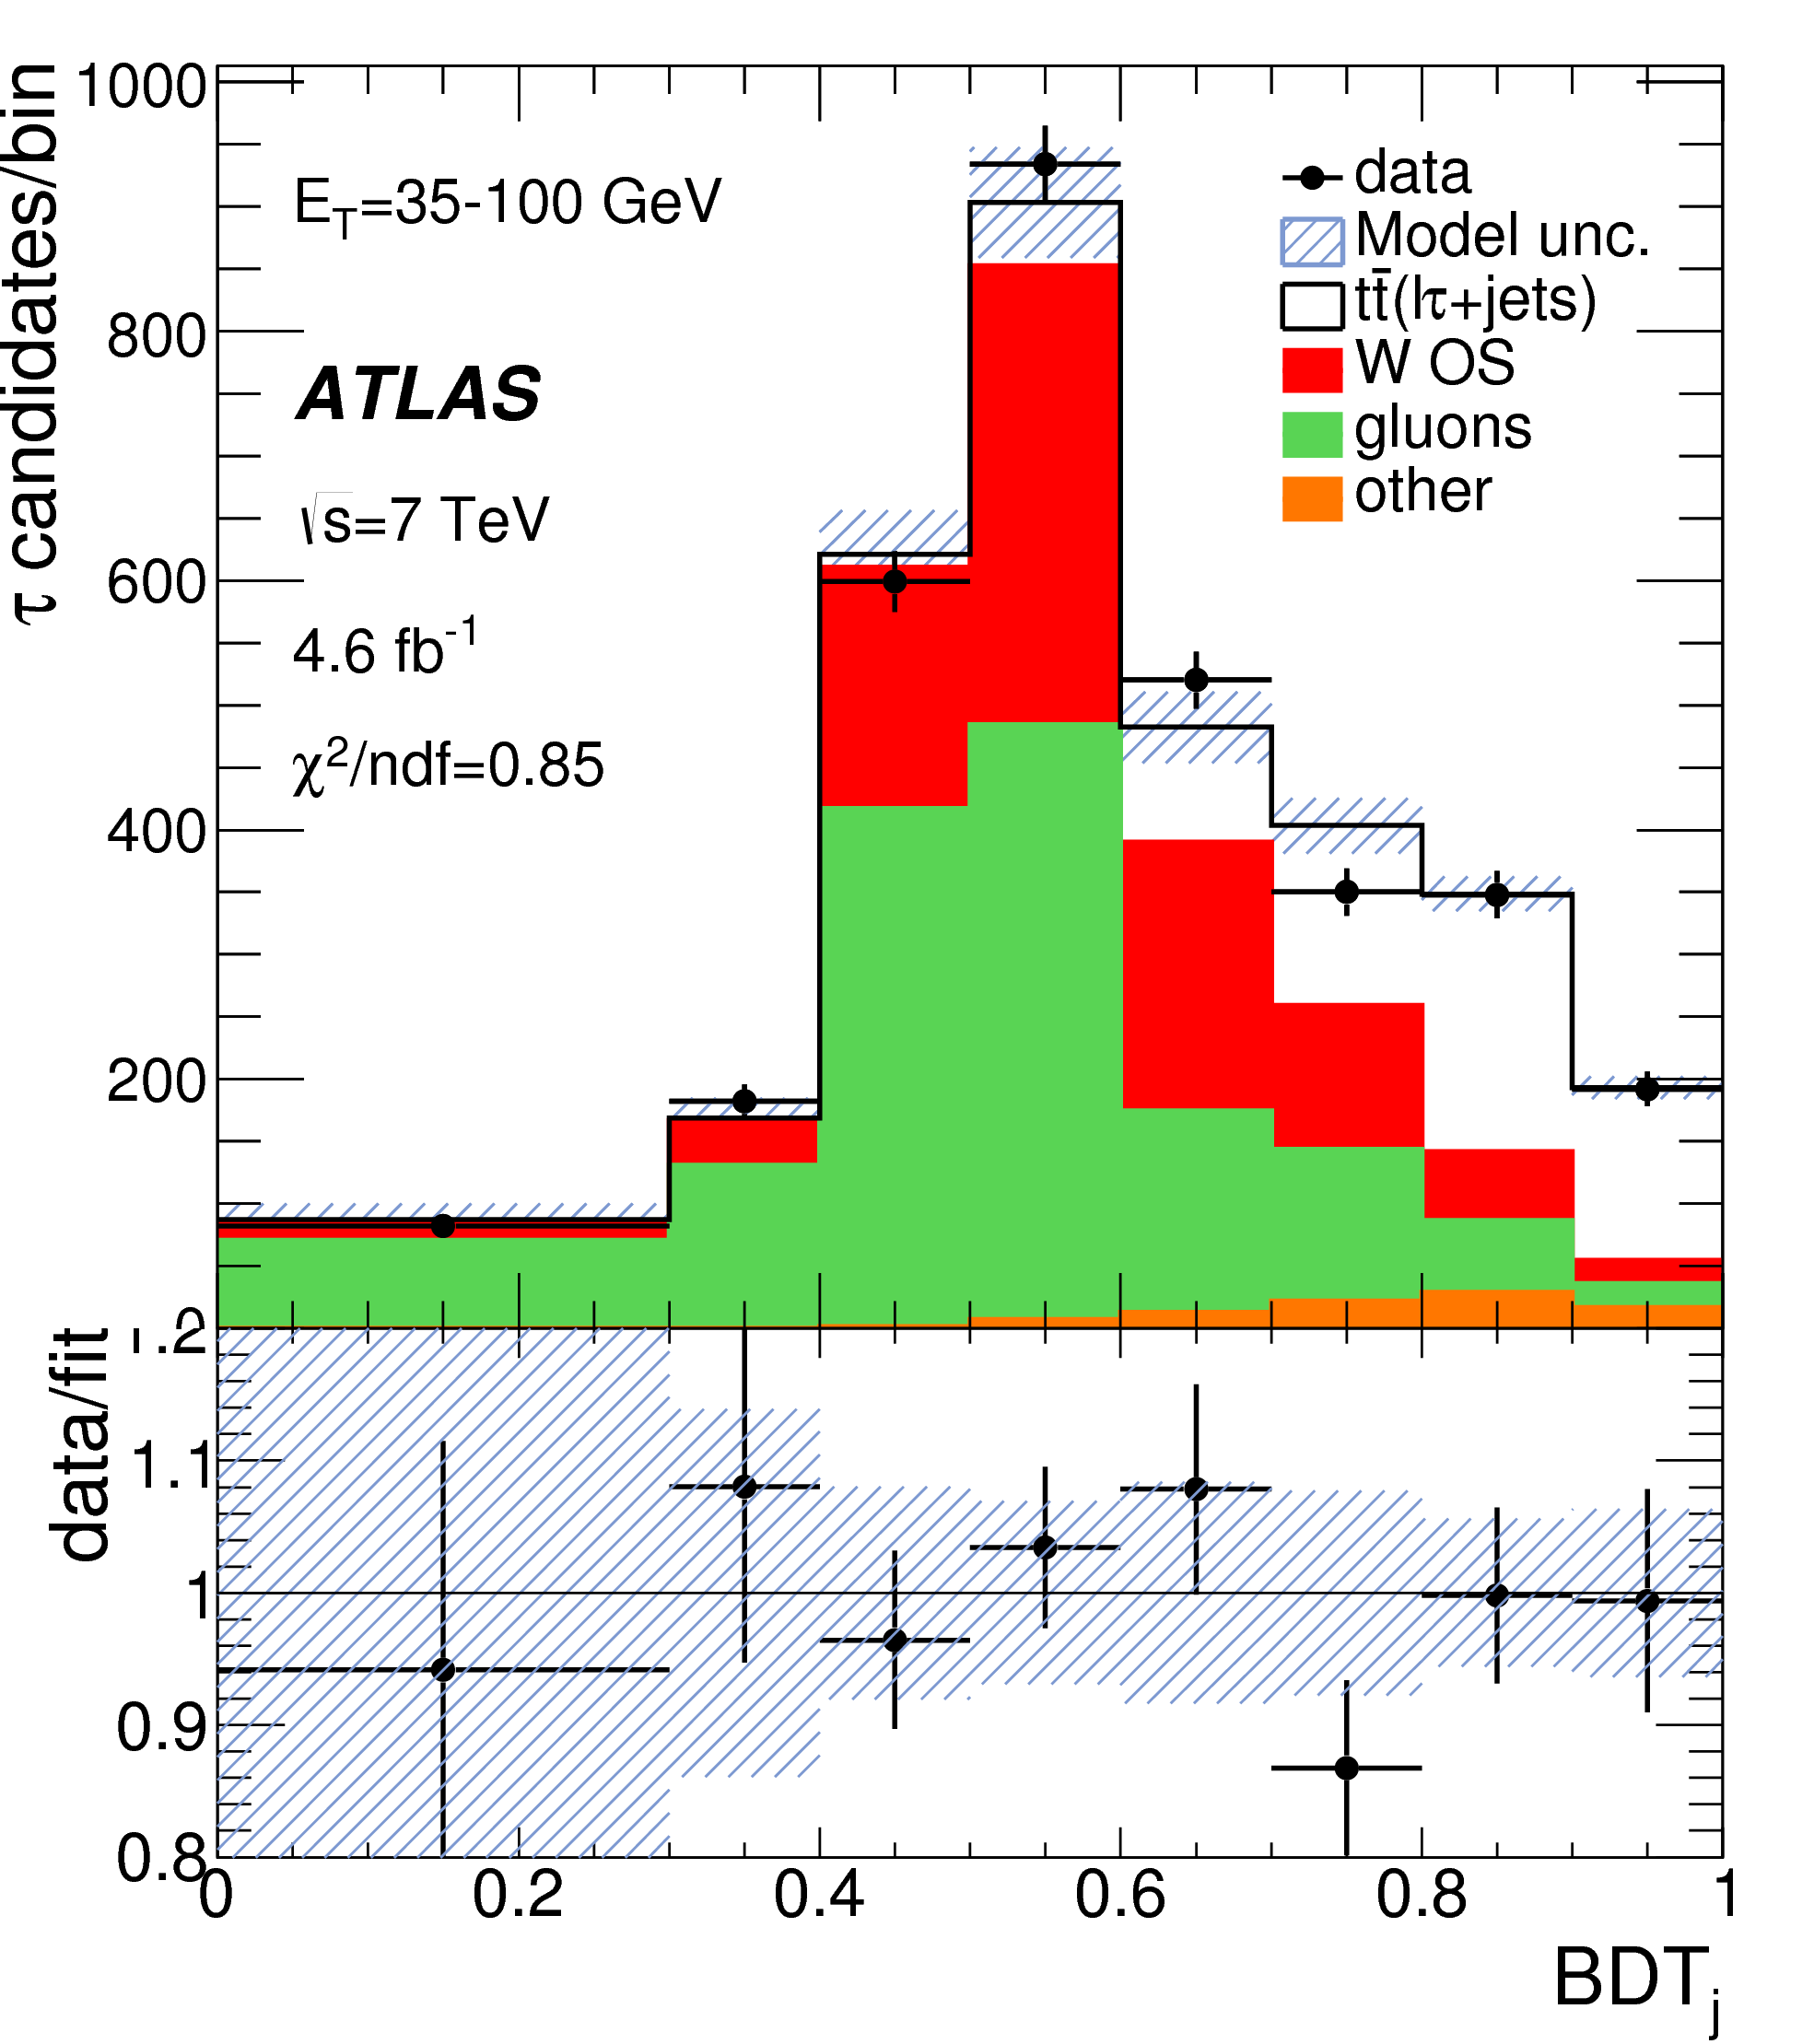 τ candidates/bin
1000
800
600
400
200
E_T=35-100 GeV
ATLAS
√s=7 TeV
4.6 fb⁻¹
χ²/ndf=0.85
data
Model unc.
tt̄(lτ+jets)
W OS
gluons
other
data/fit
1.2
1.1
1
0.9
0.8
0 0.2 0.4 0.6 0.8 1
BDT_j